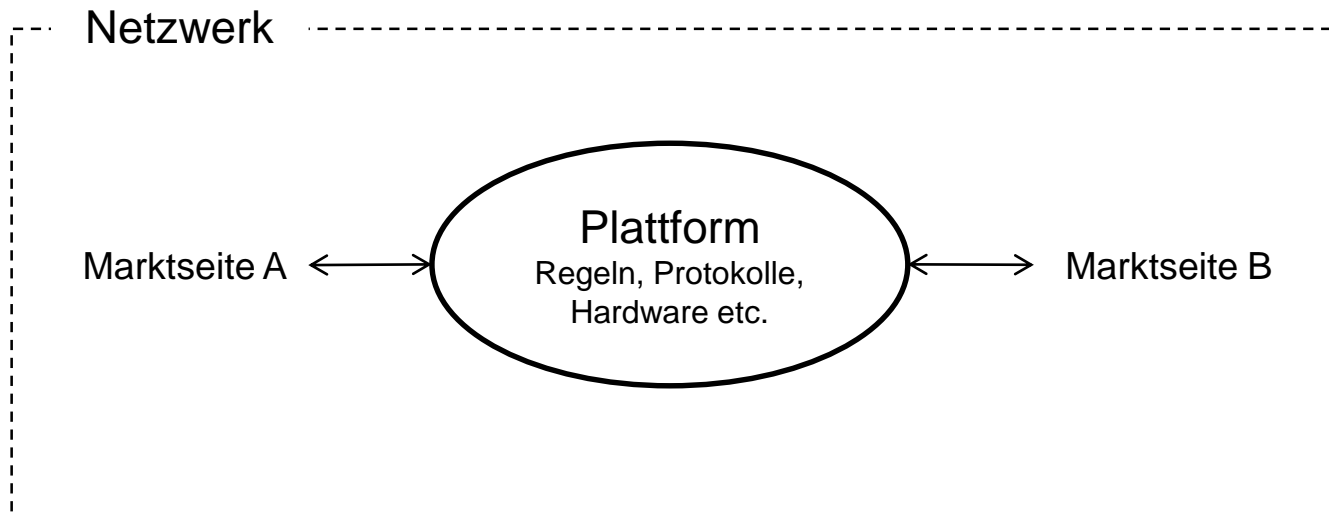 Netzwerk
Plattform
Marktseite A
Regeln, Protokolle,
Marktseite B
Hardware etc.